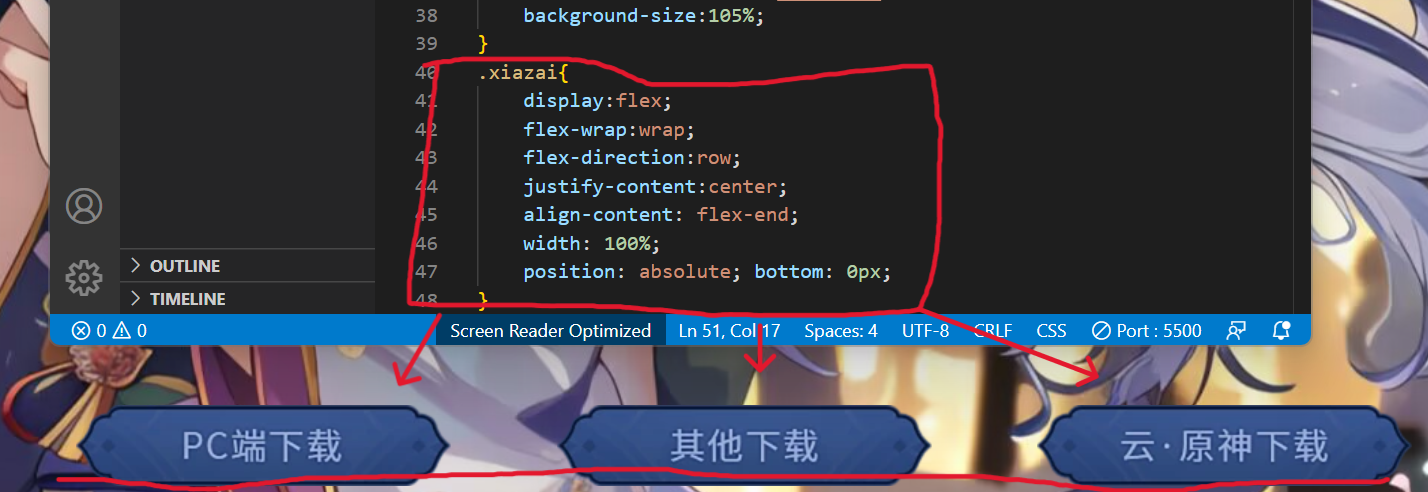 38 background-size:105%;
39 }
40 .xiazai{
41 display:flex;
42 flex-wrap:wrap;
43 flex-direction:row;
44 justify-content:center;
45 align-content: flex-end;
46 width: 100%;
47 position: absolute; bottom: 0px;
48 }
OUTLINE
TIMELINE
0 0 Screen Reader Optimized Ln 51, Col 17 Spaces: 4 UTF-8 CRLF CSS Port : 5500
PC端下载 其他下载 云·原神下载